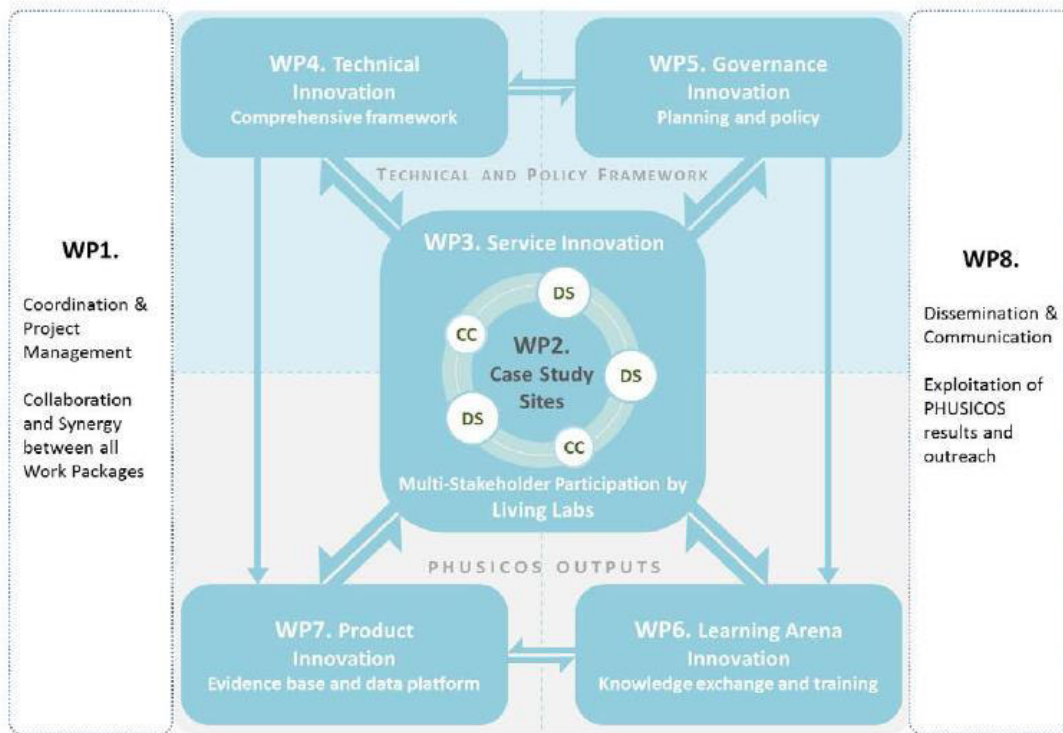 WP1.
Coordination &
Project
Management
Collaboration
and Synergy
between all
Work Packages
WP4. Technical
Innovation
Comprehensive framework
WP5. Governance
Innovation
Planning and policy
TECHNICAL AND POLICY FRAMEWORK
WP3. Service Innovation
DS
CC
WP2.
Case Study
Sites
DS
DS
CC
Multi-Stakeholder Participation by
Living Labs
PHUSICOS OUTPUTS
WP7. Product
Innovation
Evidence base and data platform
WP6. Learning Arena
Innovation
Knowledge exchange and training
WP8.
Dissemination &
Communication
Exploitation of
PHUSICOS
results and
outreach